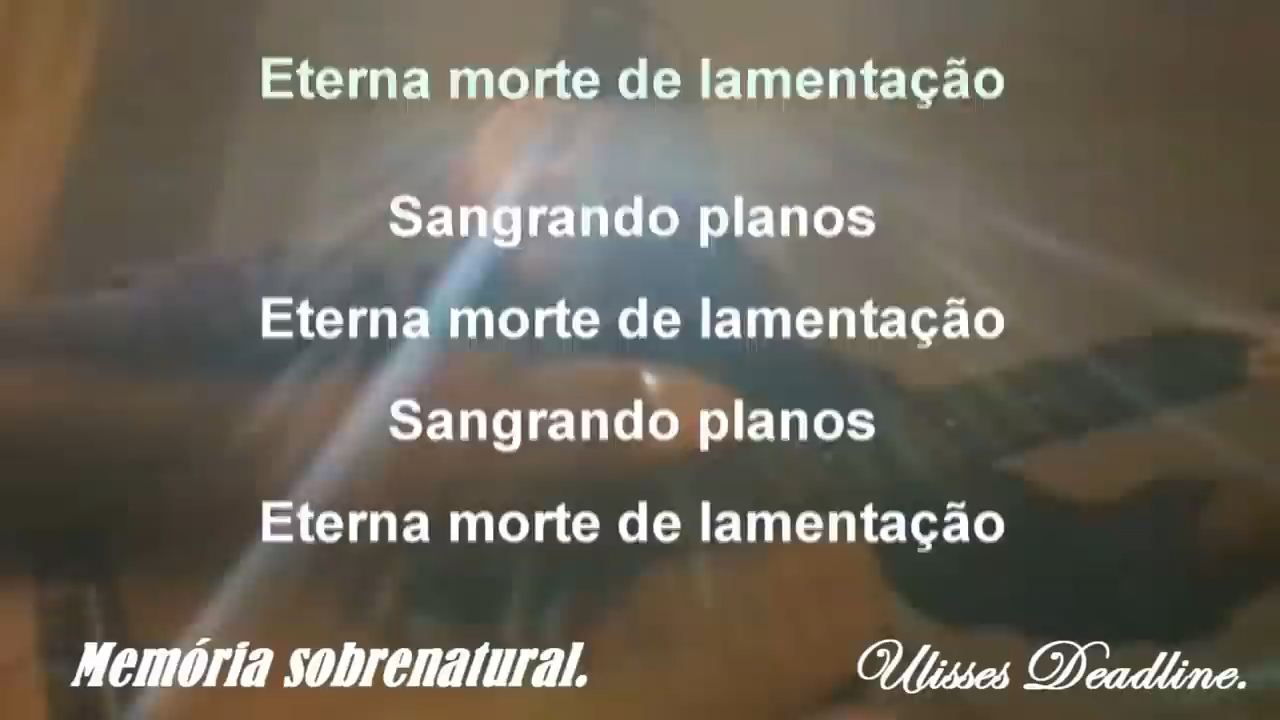 Eterna morte de lamentação
Sangrando planos
Eterna morte de lamentação
Sangrando planos
Eterna morte de lamentação
Memória sobrenatural.
Ulisses Deadline.